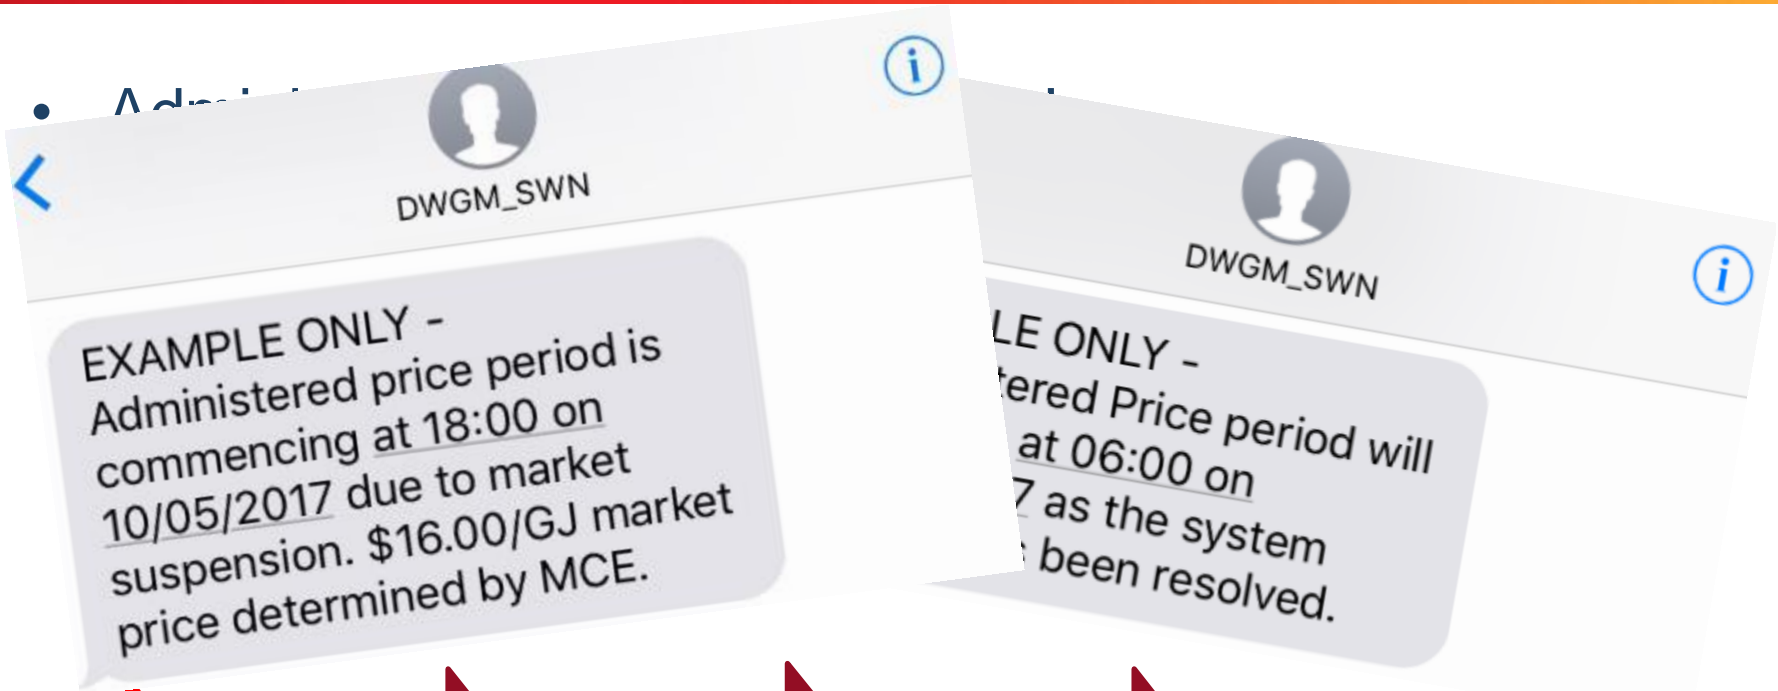 DWGM_SWN
EXAMPLE ONLY -
Administered price period is
commencing at 18:00 on
10/05/2017 due to market
suspension. $16.00/GJ market
price determined by MCE.
DWGM_SWN
LE ONLY -
tered Price period will
at 06:00 on
7 as the system
been resolved.